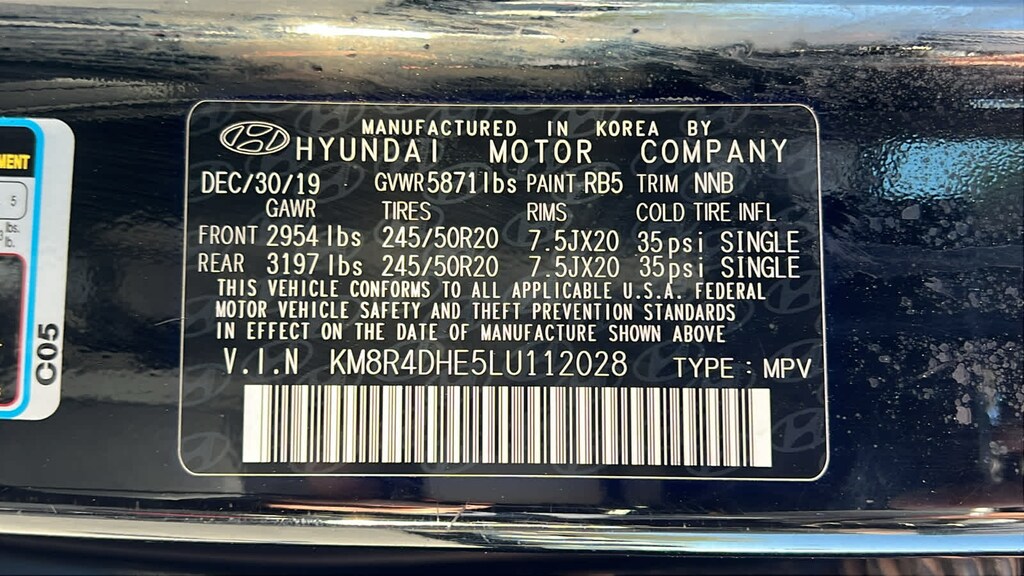 MANUFACTURED IN KOREA BY
HYUNDAI MOTOR COMPANY
DEC/30/19 GVWR 5871lbs PAINT RB5 TRIM NNB
GAWR TIRES RIMS COLD TIRE INFL
FRONT 2954 lbs 245/50R20 7.5JX20 35psi SINGLE
REAR 3197 lbs 245/50R20 7.5JX20 35psi SINGLE
THIS VEHICLE CONFORMS TO ALL APPLICABLE U.S.A. FEDERAL
MOTOR VEHICLE SAFETY AND THEFT PREVENTION STANDARDS
IN EFFECT ON THE DATE OF MANUFACTURE SHOWN ABOVE
V.I.N KM8R4DHE5LU112028 TYPE : MPV
5
lbs.
lb.
C05